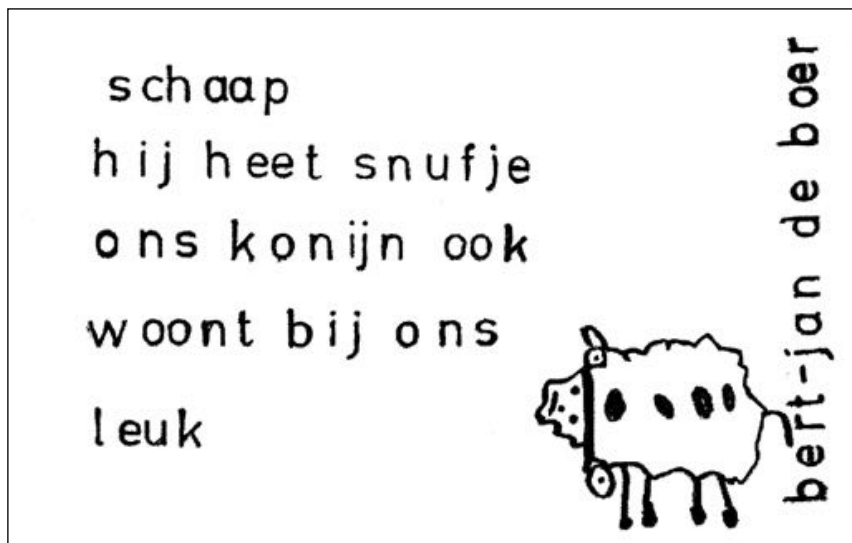 schaap
hij heet snufje
ons konijn ook
woont bij ons
leuk
bert-jan de boer